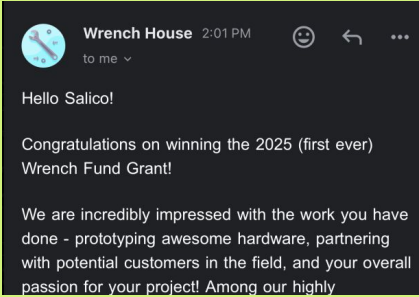 Wrench House 2:01 PM
to me
Hello Salico!
Congratulations on winning the 2025 (first ever)
Wrench Fund Grant!
We are incredibly impressed with the work you have
done - prototyping awesome hardware, partnering
with potential customers in the field, and your overall
passion for your project! Among our highly